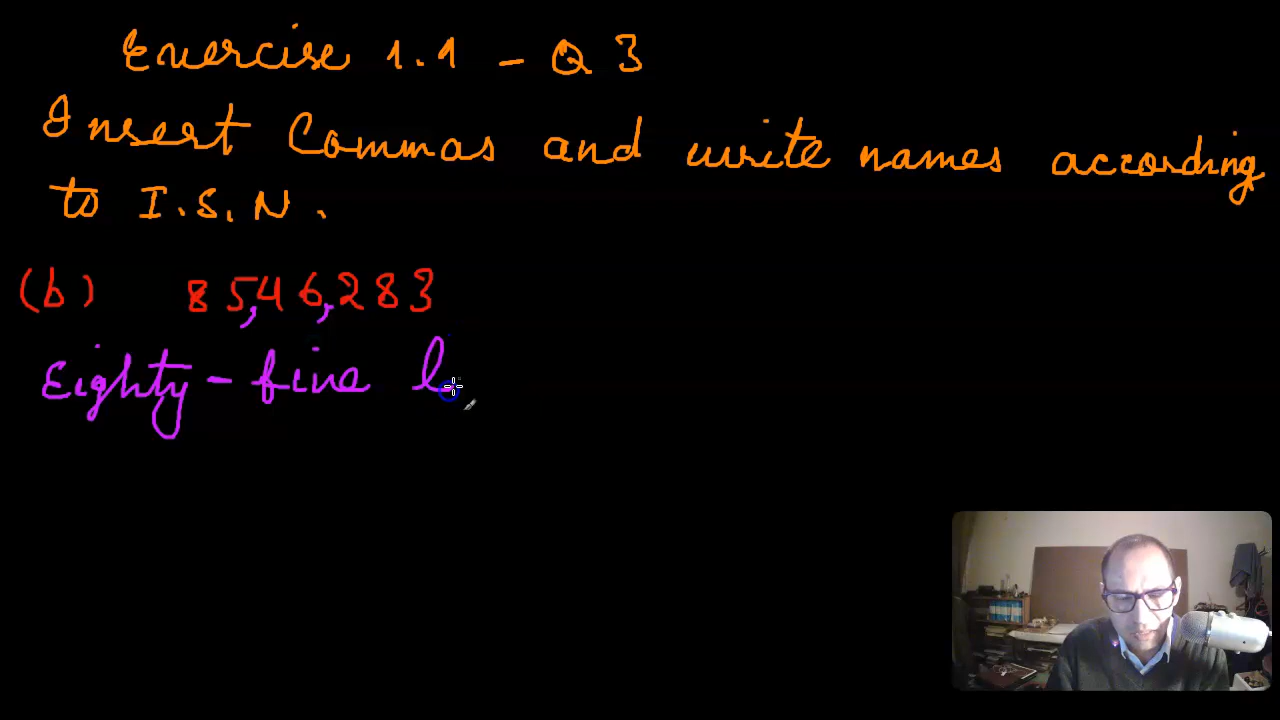 Exercise 1.1 - Q 3
Insert Commas and write names according
to I.S.N.
(b) 85,46,283
Eighty-five l